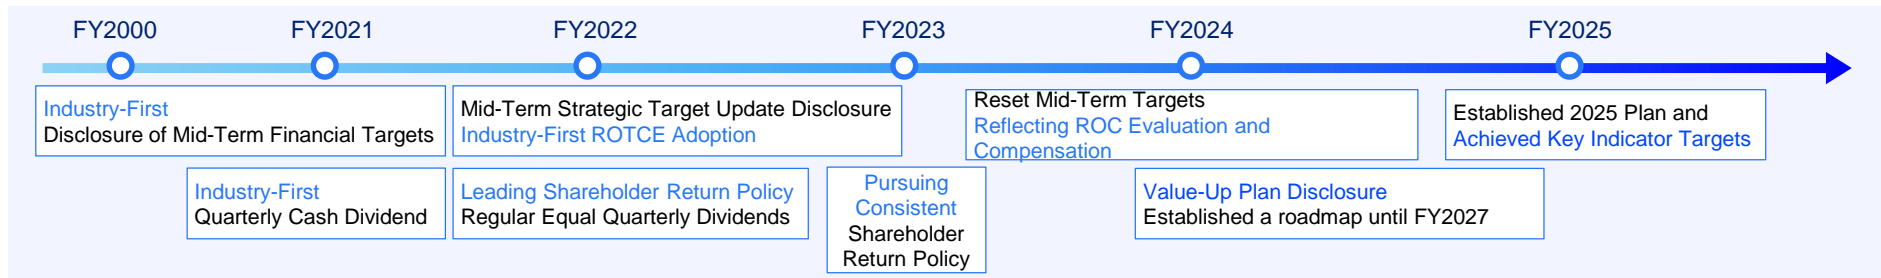 FY2000
FY2021
FY2022
FY2023
FY2024
FY2025
Industry-First
Disclosure of Mid-Term Financial Targets
Mid-Term Strategic Target Update Disclosure
Industry-First ROTCE Adoption
Reset Mid-Term Targets
Reflecting ROC Evaluation and
Compensation
Established 2025 Plan and
Achieved Key Indicator Targets
Industry-First
Quarterly Cash Dividend
Leading Shareholder Return Policy
Regular Equal Quarterly Dividends
Pursuing
Consistent
Shareholder
Return Policy
Value-Up Plan Disclosure
Established a roadmap until FY2027